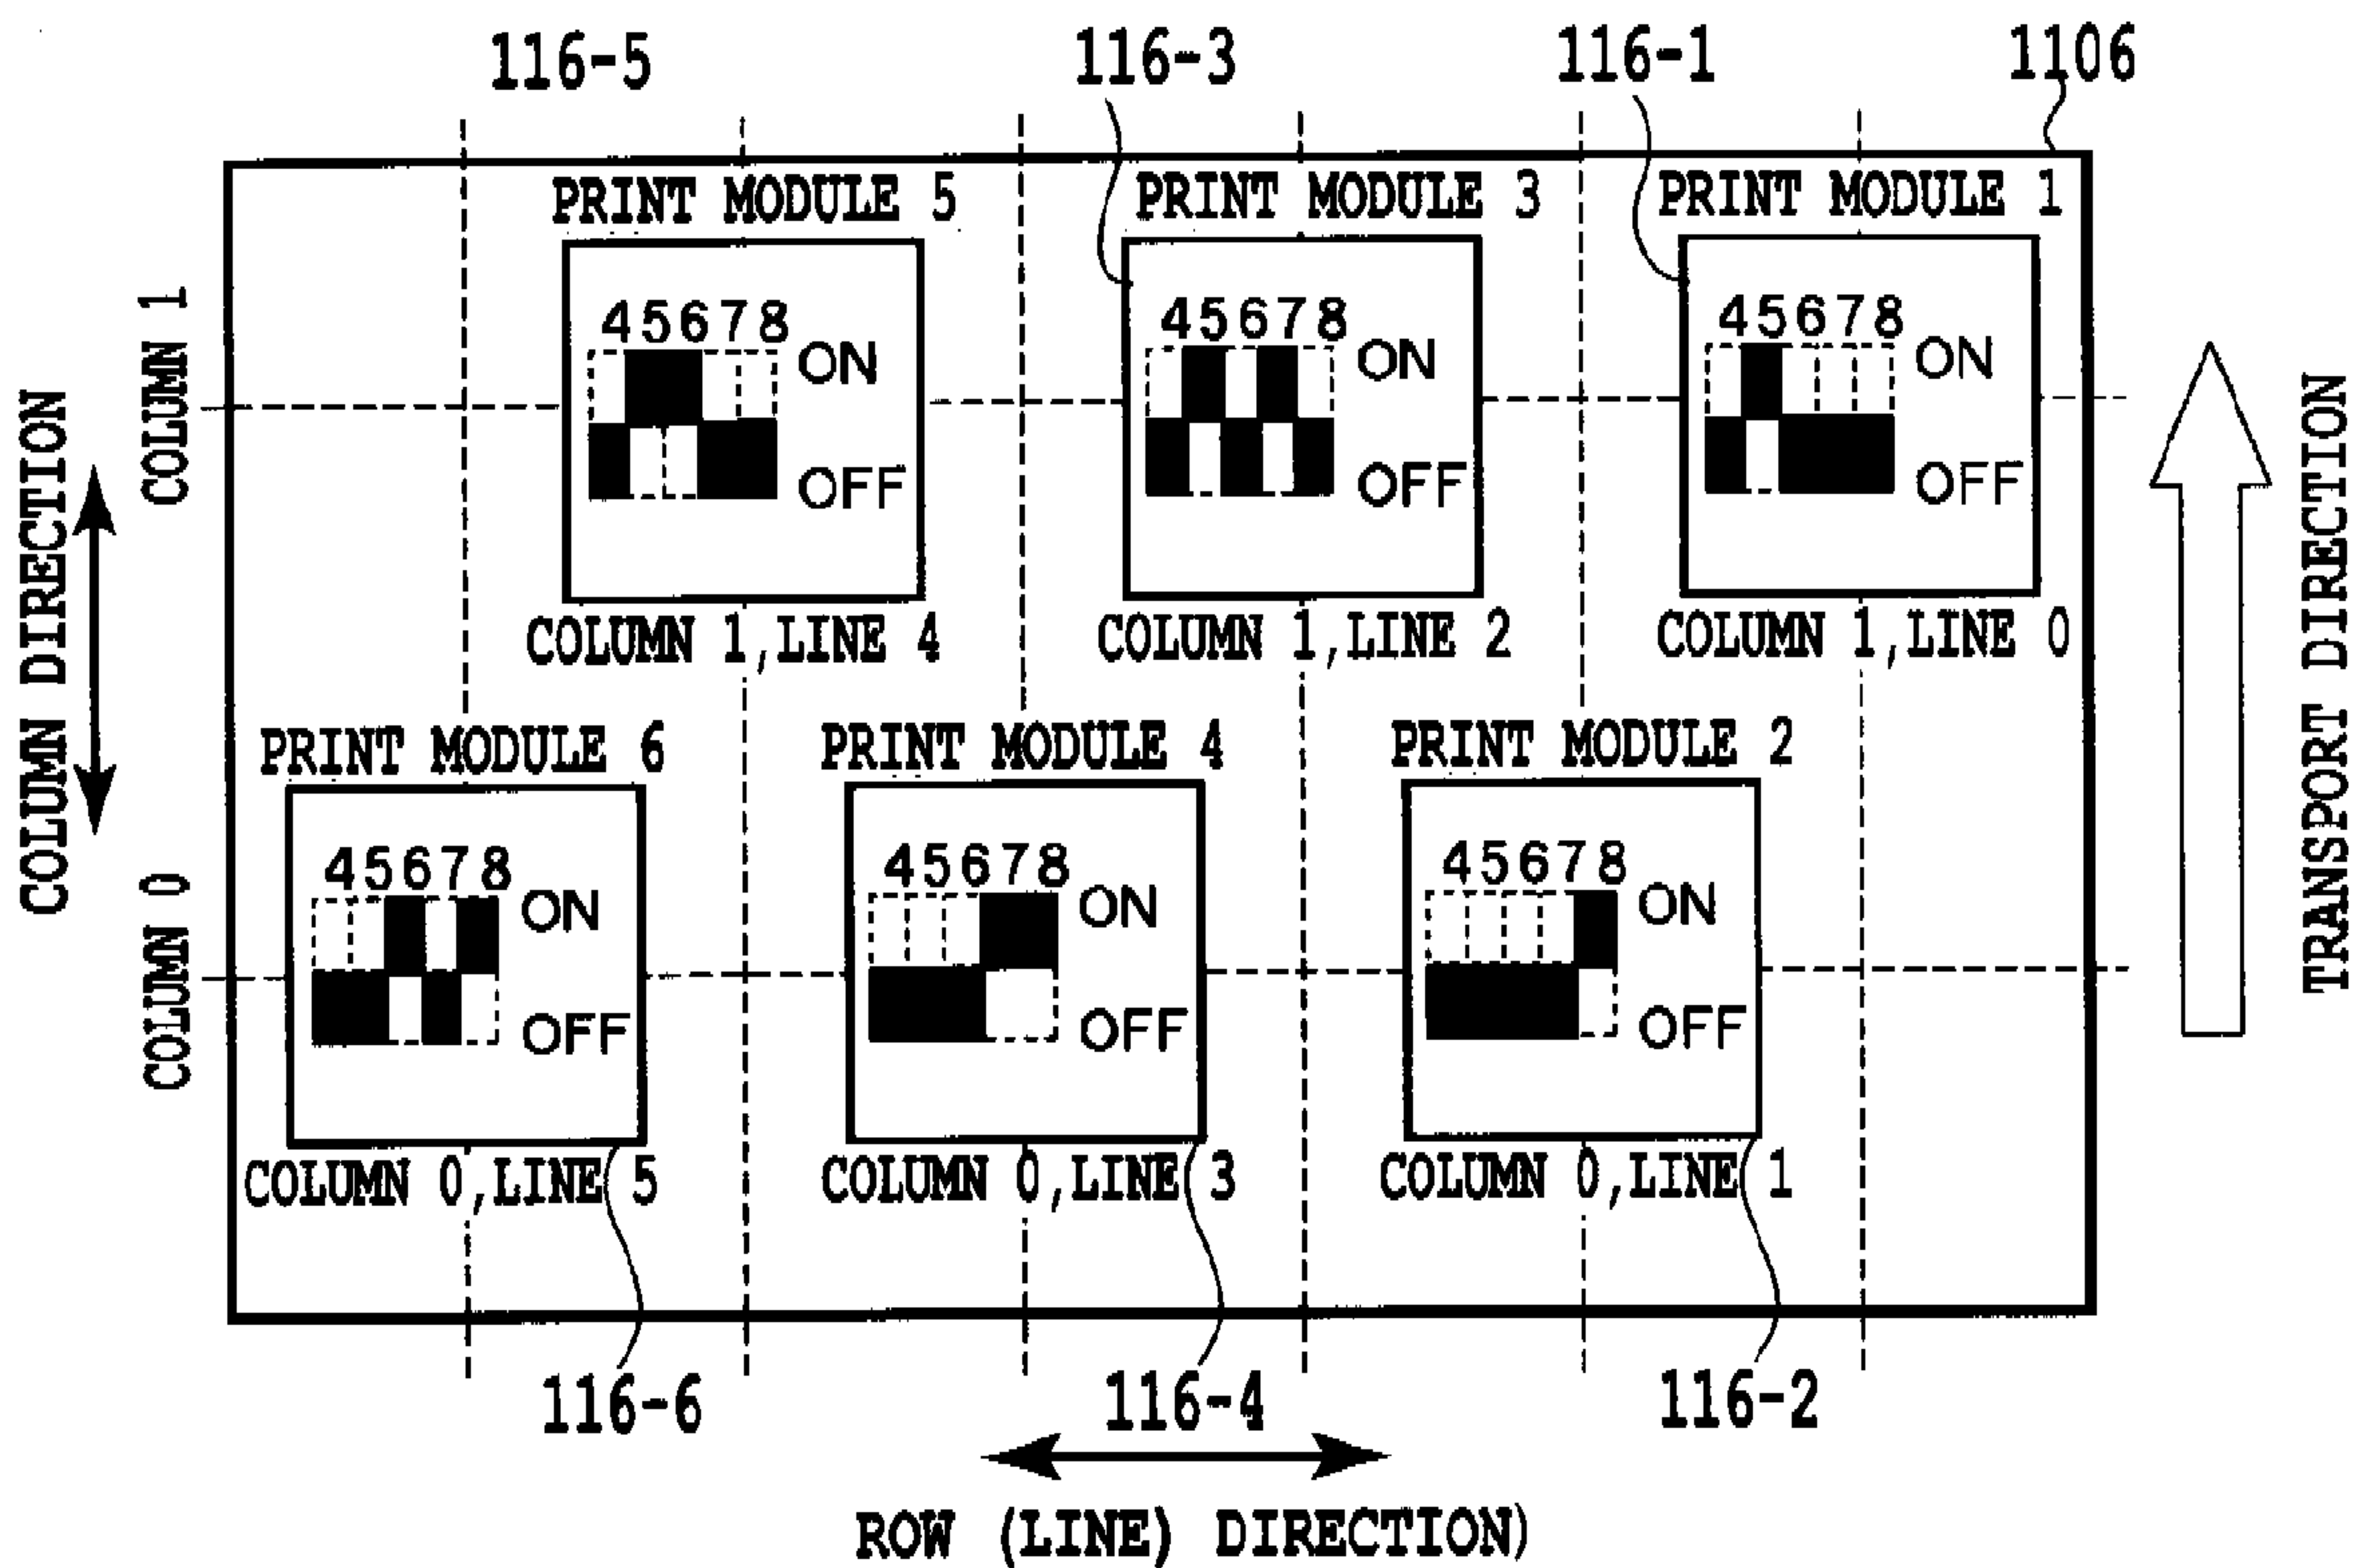 116-5
116-3
116-1
1106
PRINT MODULE 5
PRINT MODULE 3
PRINT MODULE 1
45678
ON
OFF
45678
ON
OFF
45678
ON
OFF
COLUMN 1
COLUMN 1,LINE 4
COLUMN 1,LINE 2
COLUMN 1,LINE 0
COLUMN DIRECTION
TRANSPORT DIRECTION
PRINT MODULE 6
PRINT MODULE 4
PRINT MODULE 2
45678
ON
OFF
45678
ON
OFF
45678
ON
OFF
COLUMN 0
COLUMN 0,LINE 5
COLUMN 0,LINE 3
COLUMN 0,LINE 1
116-6
116-4
116-2
ROW (LINE) DIRECTION)